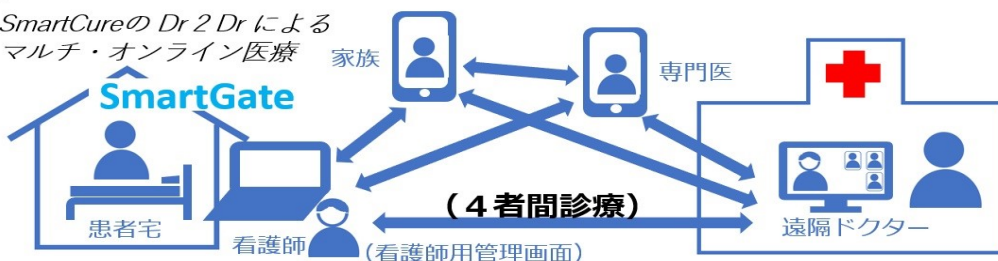 SmartCureの Dr 2 Dr による
マルチ・オンライン医療
家族
専門医
SmartGate
(４者間診療)
患者宅
看護師
(看護師用管理画面)
遠隔ドクター